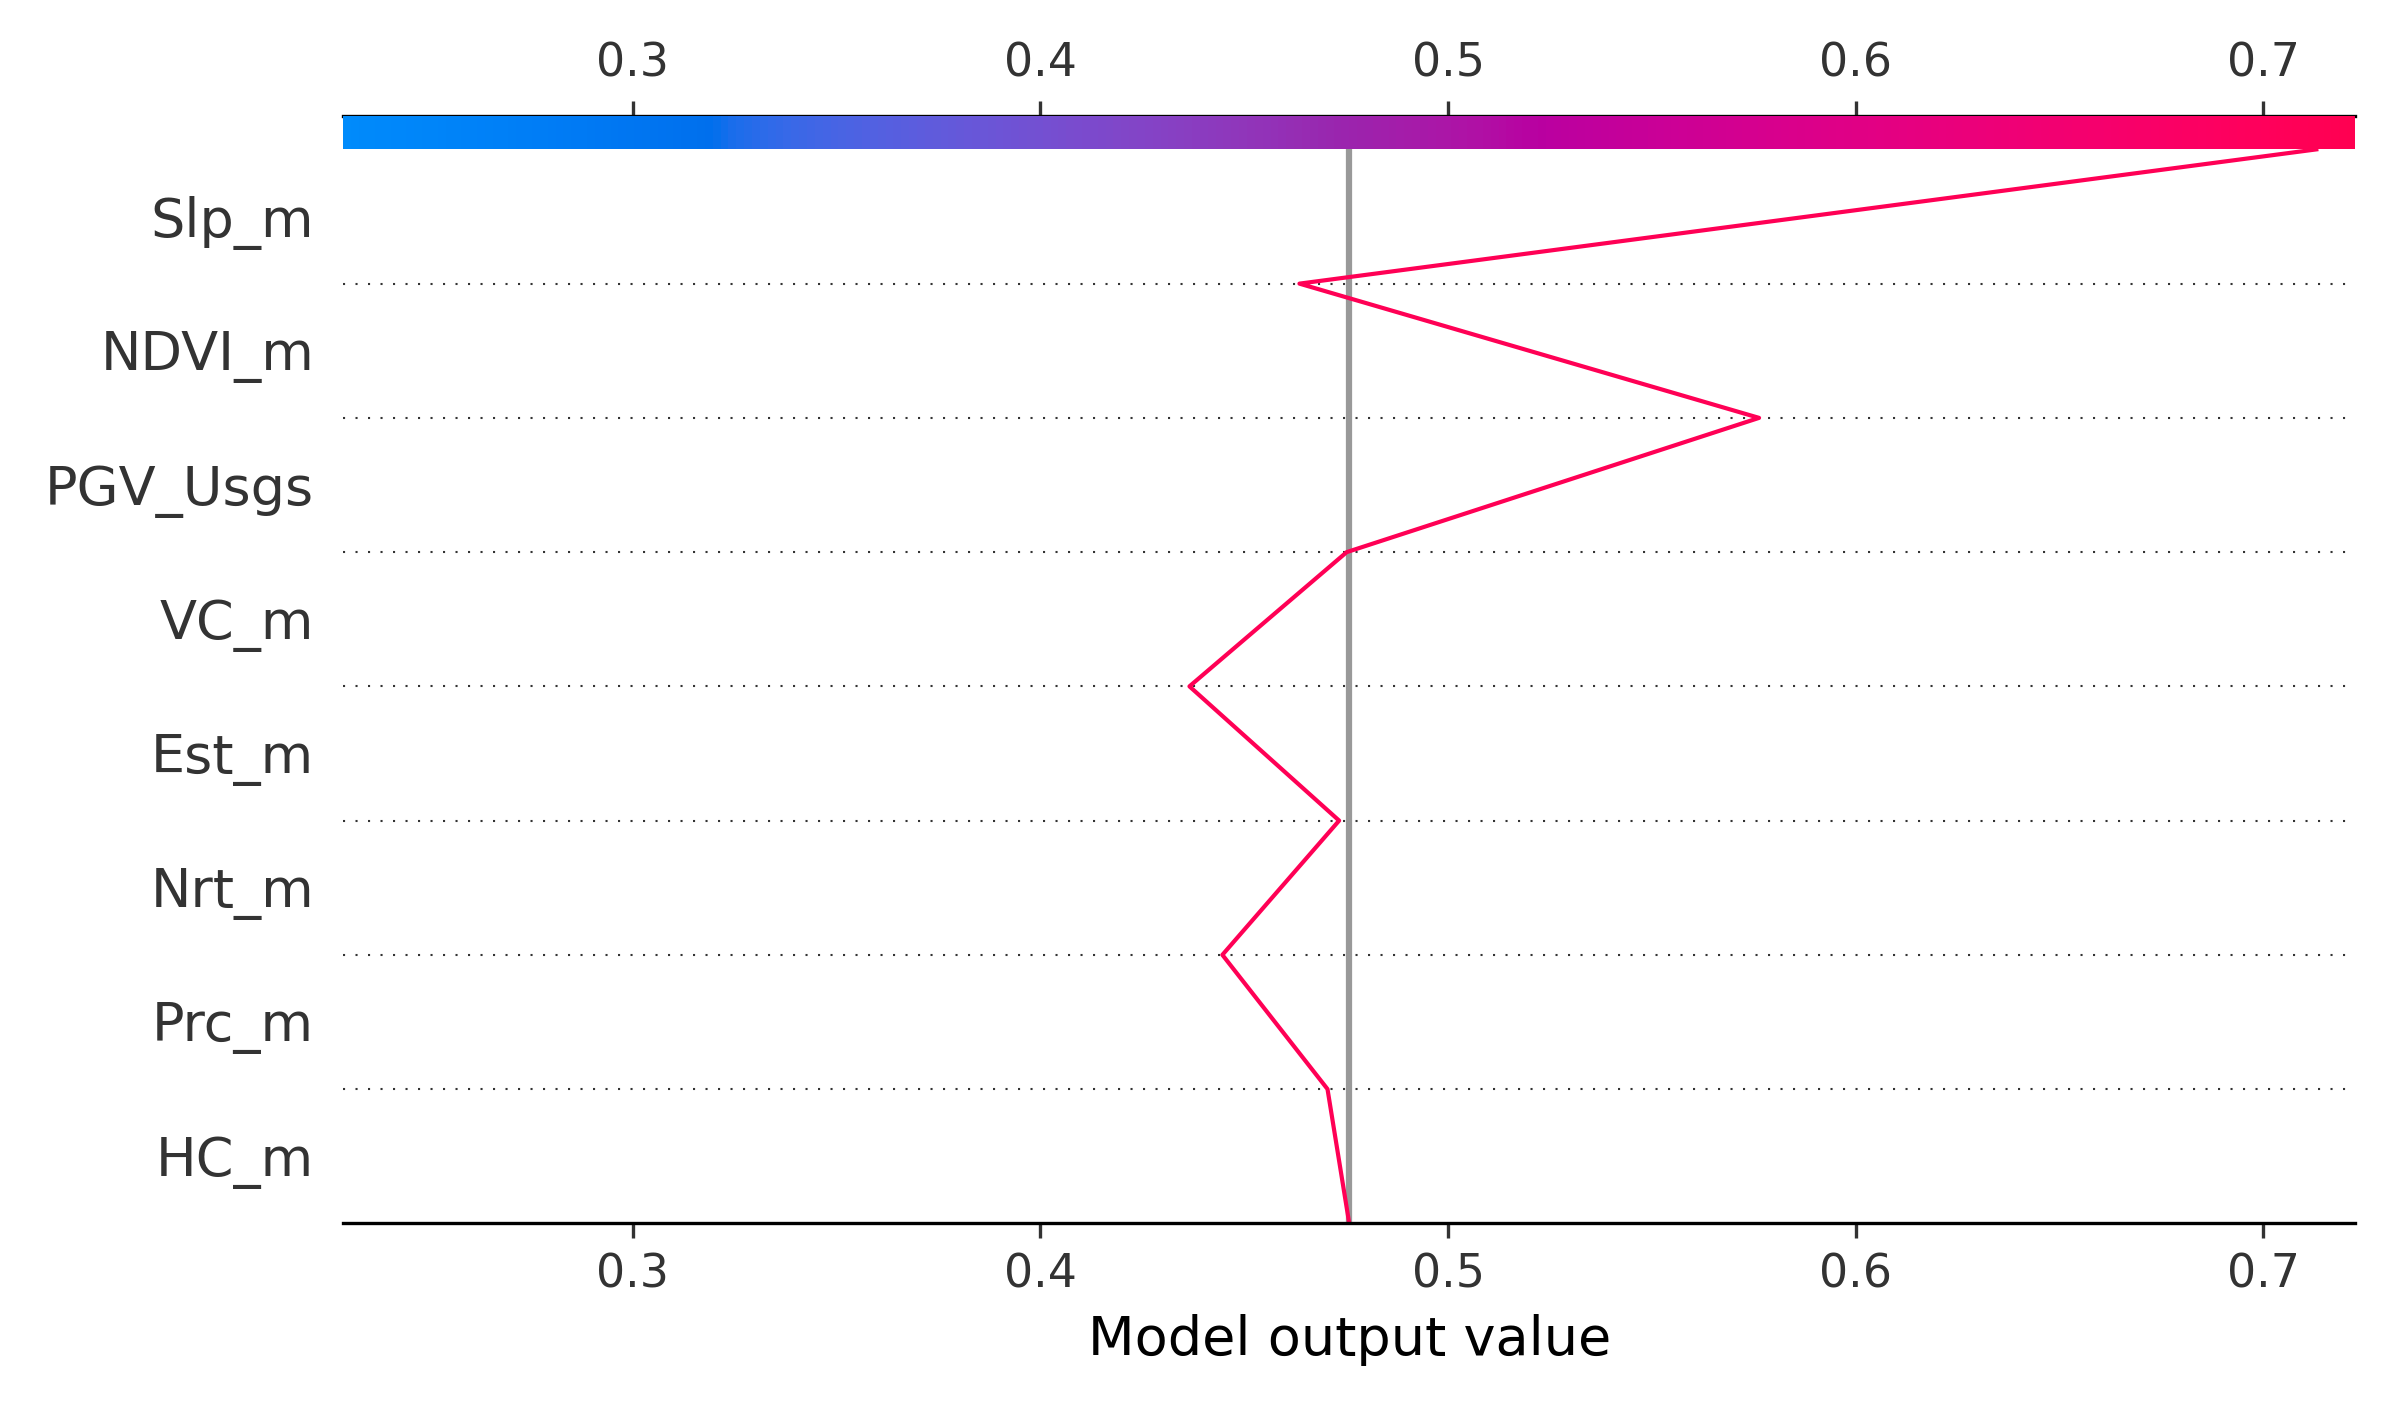 0.3 0.4 0.5 0.6 0.7
Slp_m
NDVI_m
PGV_Usgs
VC_m
Est_m
Nrt_m
Prc_m
HC_m
0.3 0.4 0.5 0.6 0.7
Model output value